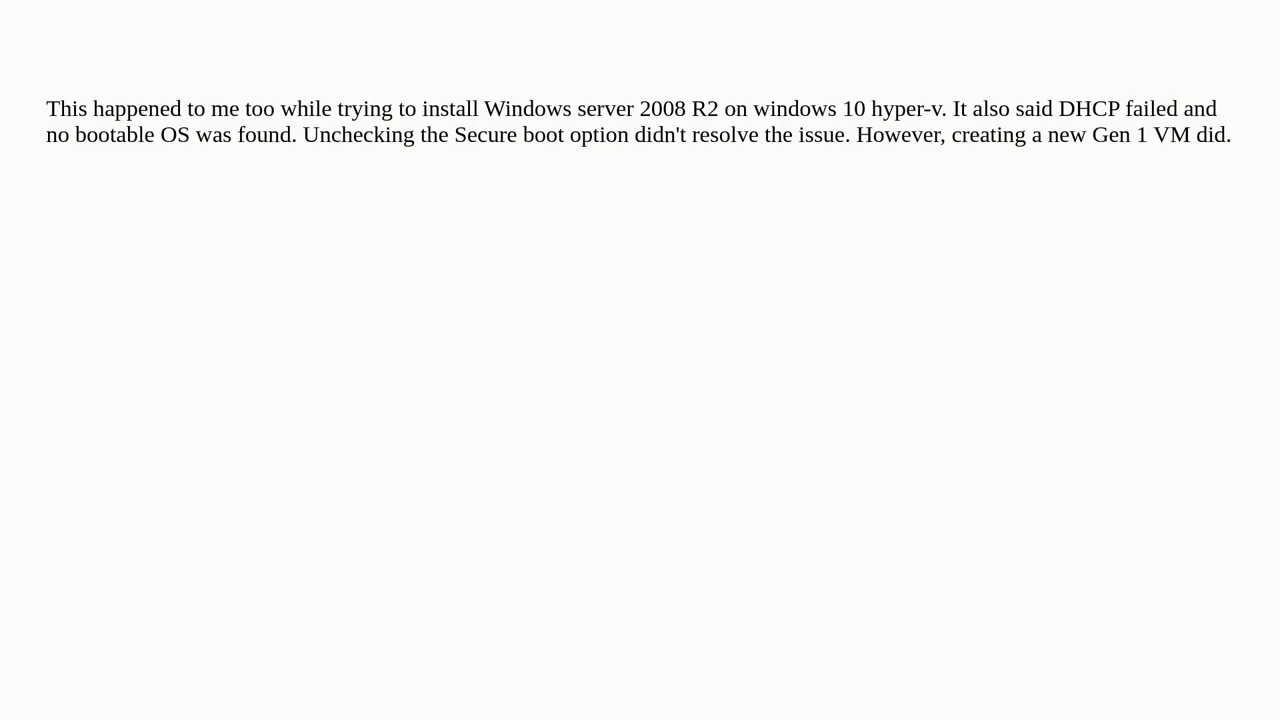 This happened to me too while trying to install Windows server 2008 R2 on windows 10 hyper-v. It also said DHCP failed and
no bootable OS was found. Unchecking the Secure boot option didn't resolve the issue. However, creating a new Gen 1 VM did.